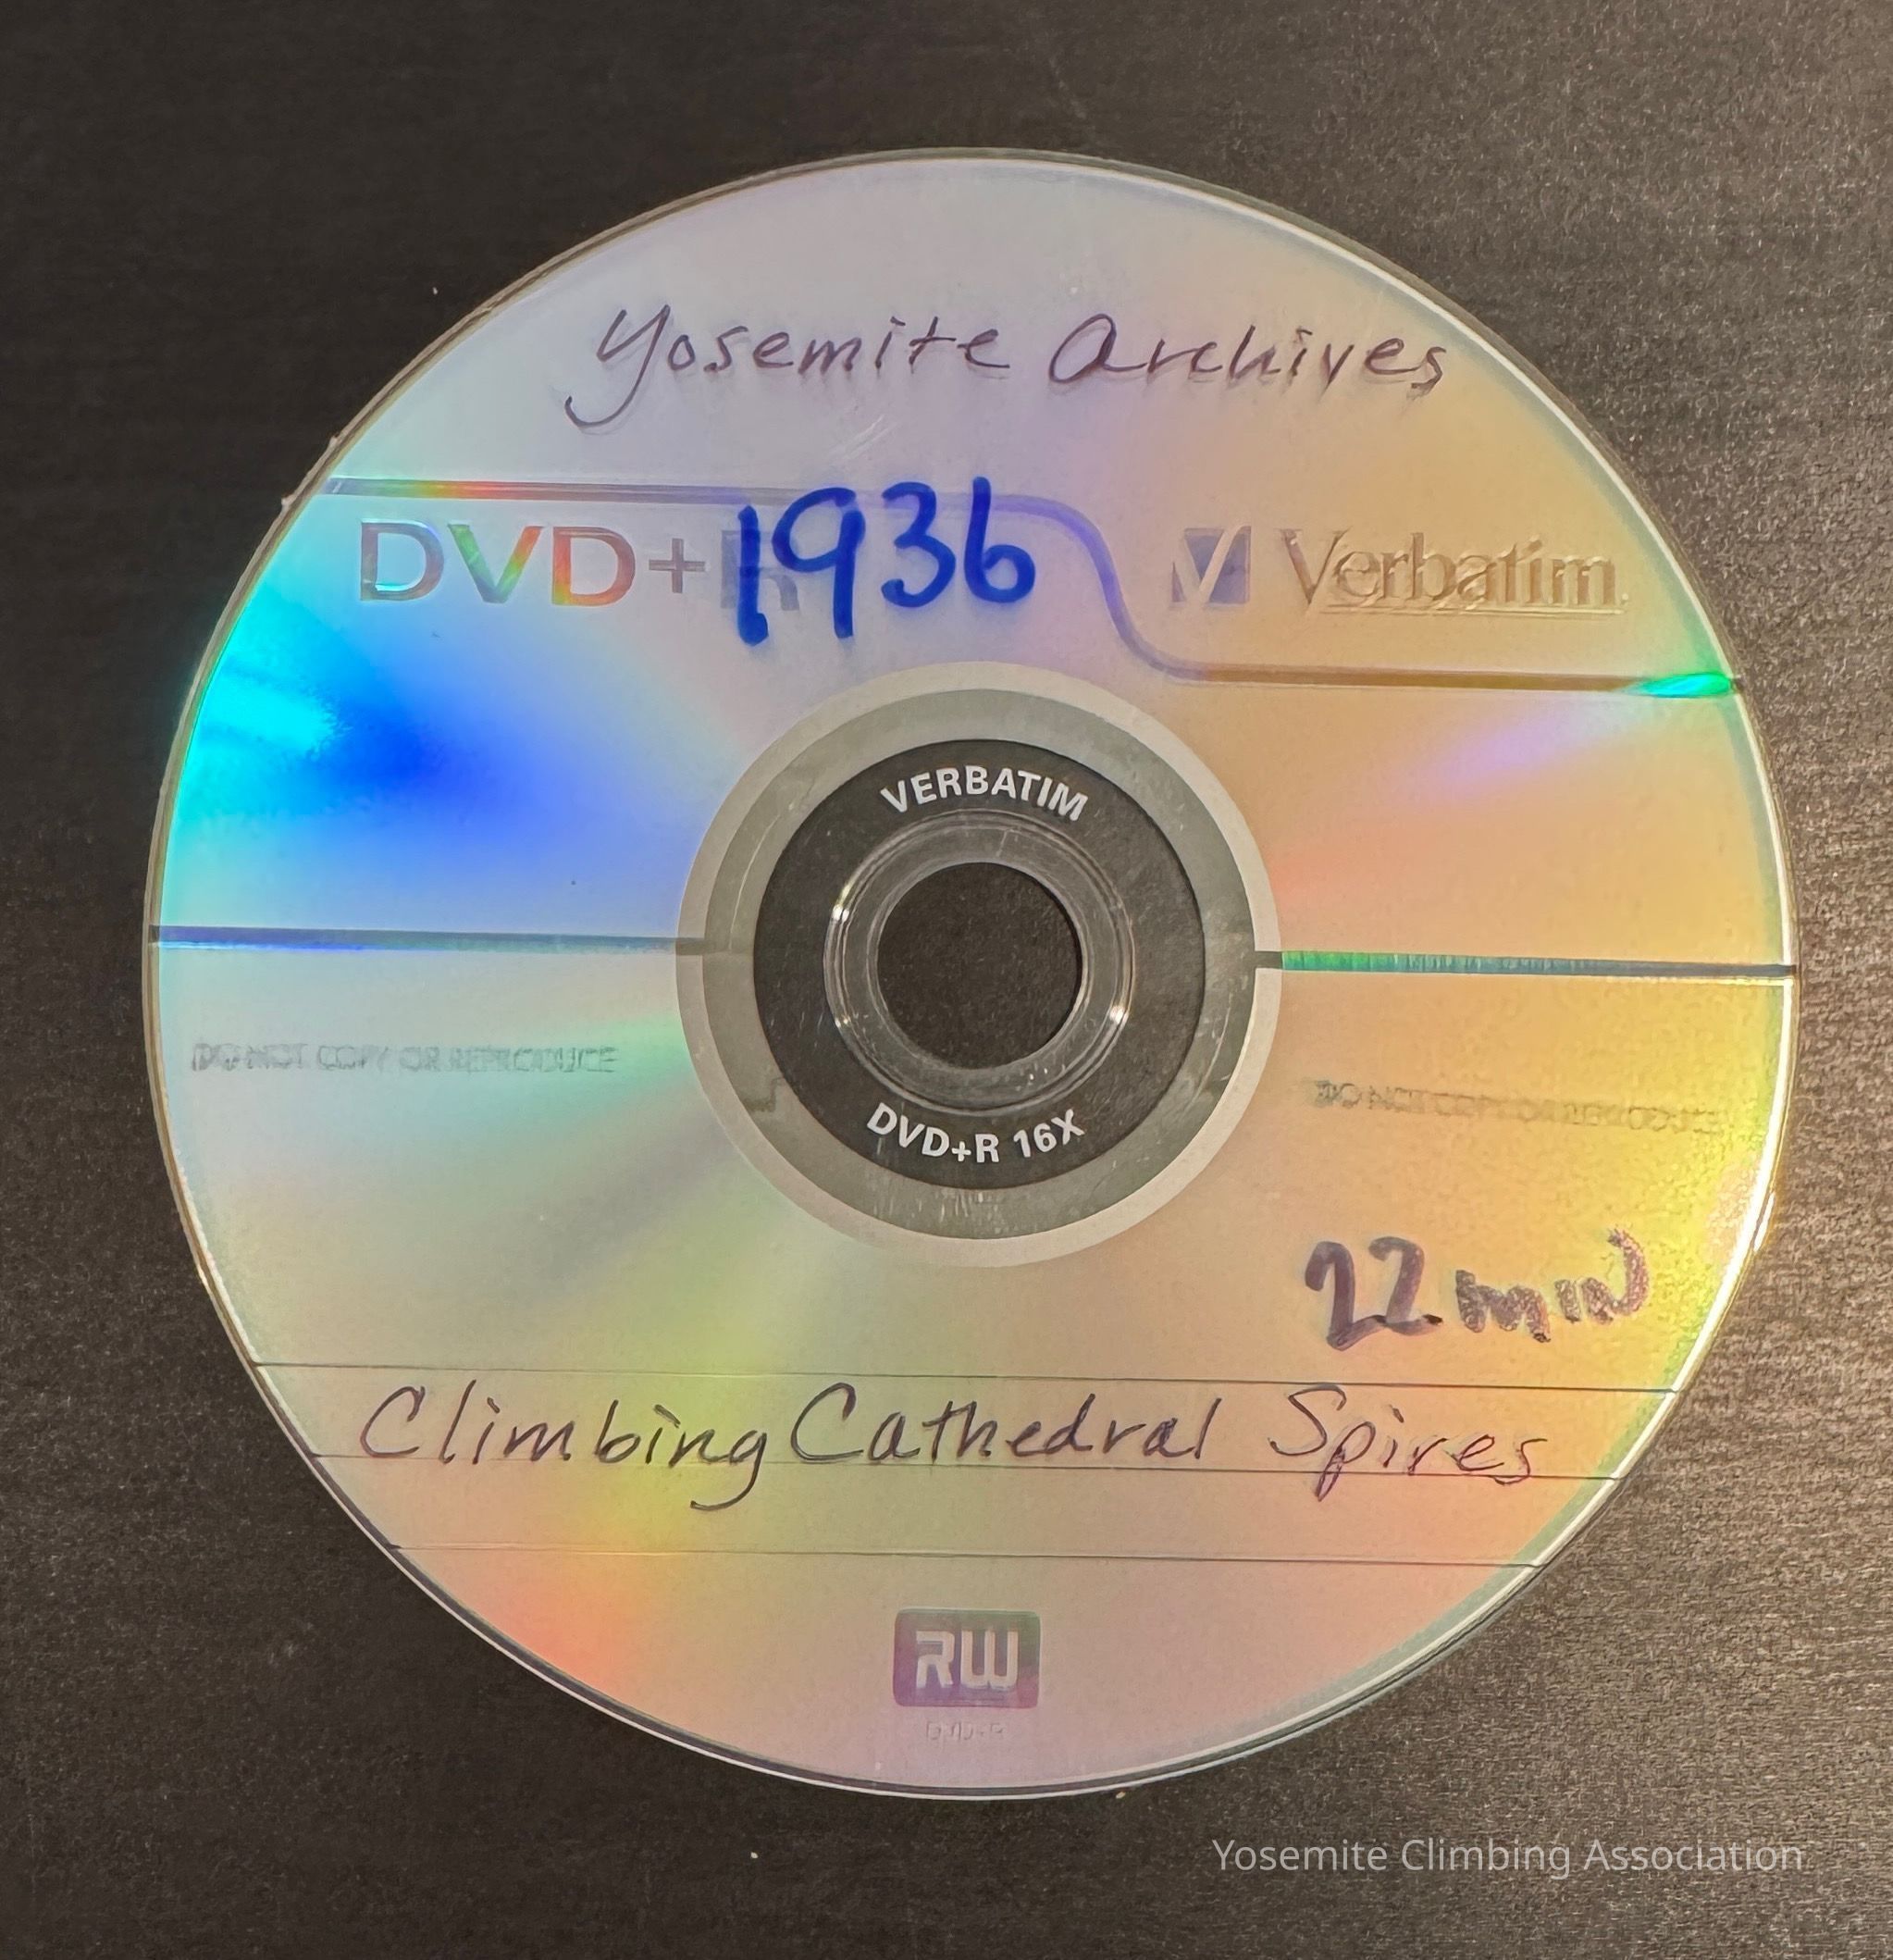 Yosemite Archives
1936
DVD+R
Verbatim
VERBATIM
DVD+R 16X
DO NOT COPY OR REPRODUCE
DO NOT COPY OR REPRODUCE
22 min
Climbing Cathedral Spires
RW
DVD+R
Yosemite Climbing Association